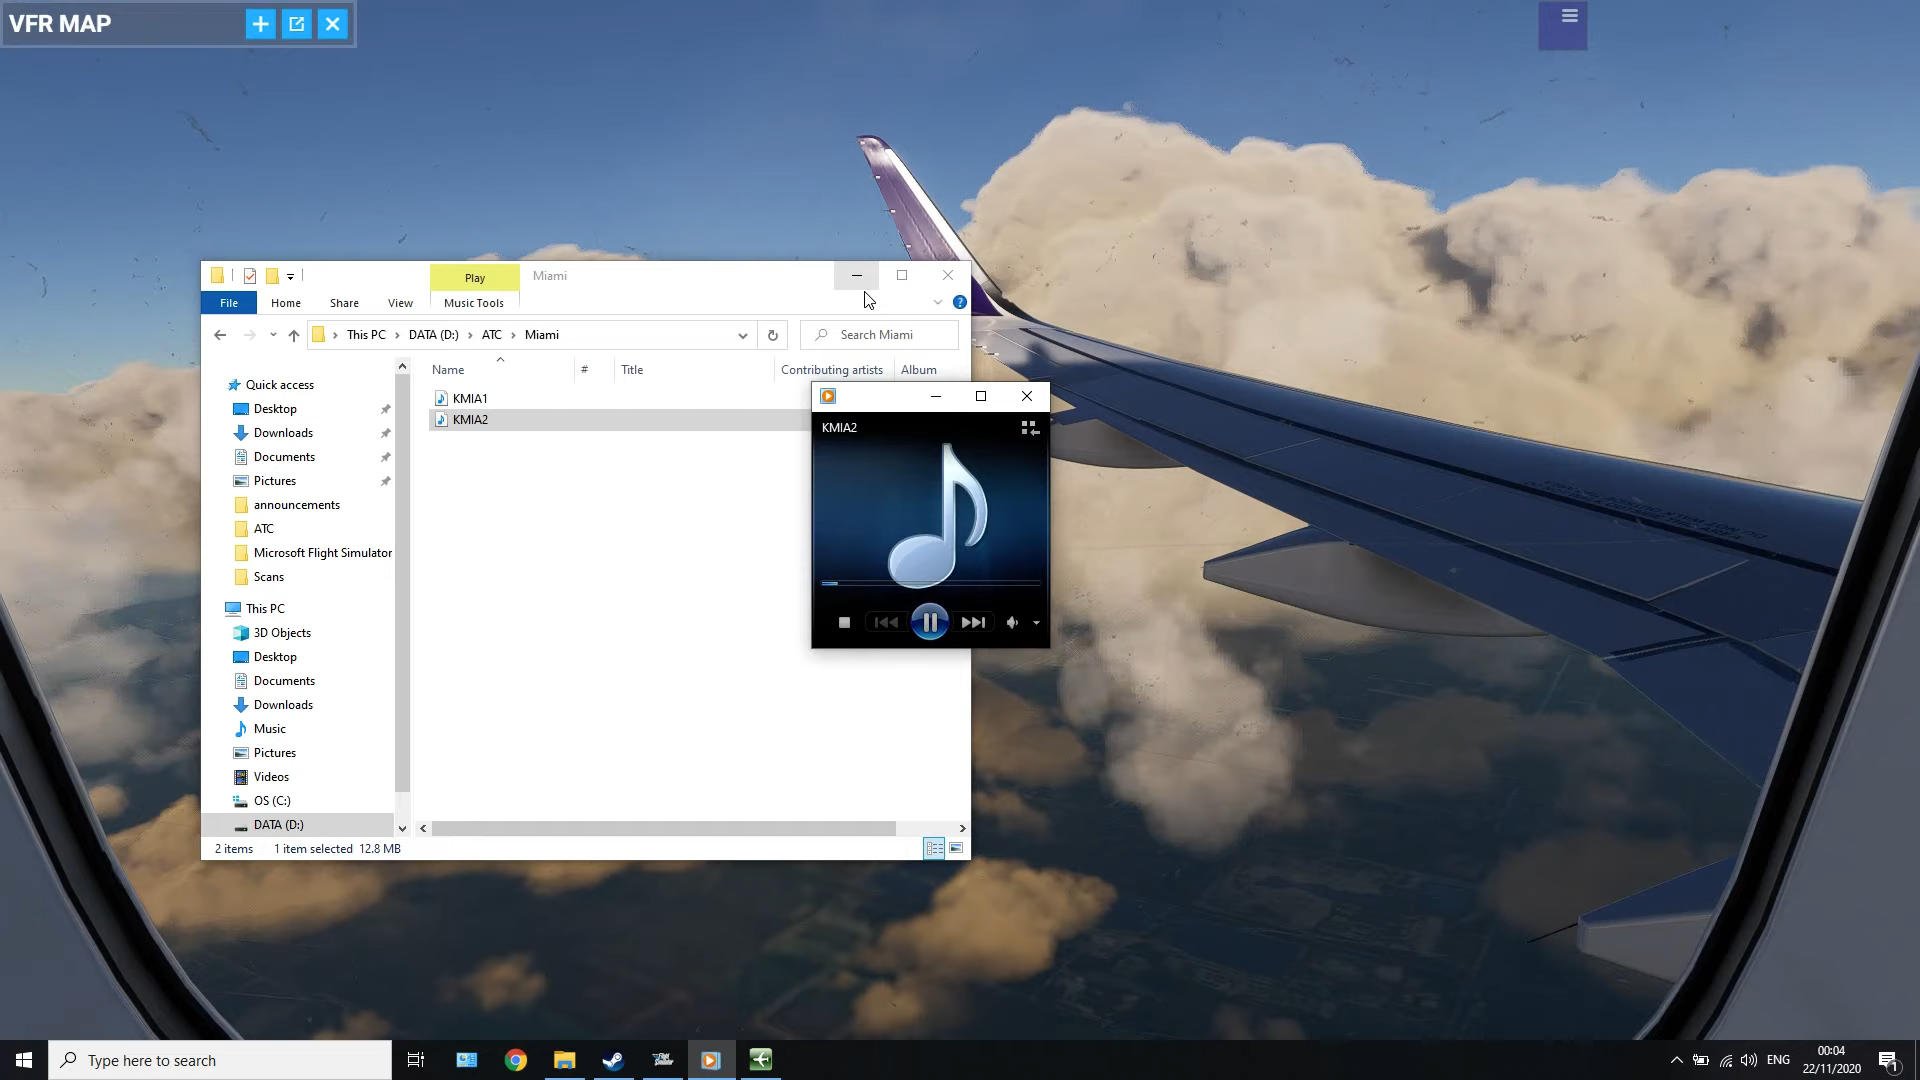 VFR MAP
Play
Miami
File
Home
Share
View
Music Tools
This PC
DATA (D:)
ATC
Miami
Search Miami
Name
#
Title
Contributing artists
Album
Quick access
Desktop
Downloads
Documents
Pictures
announcements
ATC
Microsoft Flight Simulator
Scans
This PC
3D Objects
Desktop
Documents
Downloads
Music
Pictures
Videos
OS (C:)
DATA (D:)
KMIA1
KMIA2
KMIA2
2 items
1 item selected 12.8 MB
Type here to search
ENG
00:04
22/11/2020
1